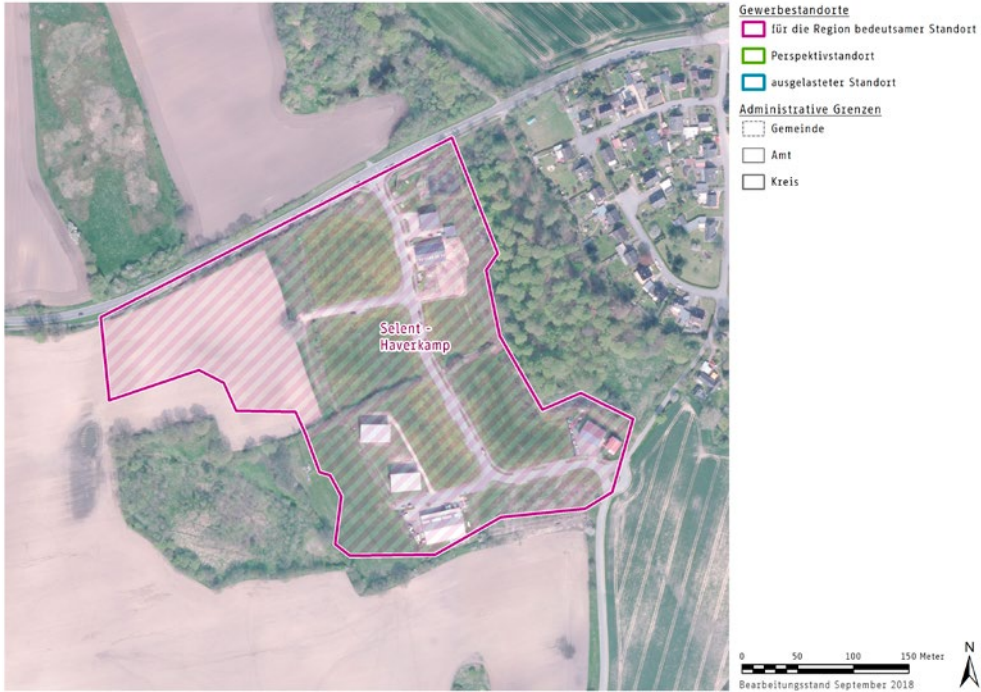 Gewerbestandorte
für die Region bedeutsamer Standort
Perspektivstandort
ausgelasteter Standort
Administrative Grenzen
Gemeinde
Amt
Kreis
Selent -
Haverkamp
0 50 100 150 Meter
N
Bearbeitungsstand September 2018